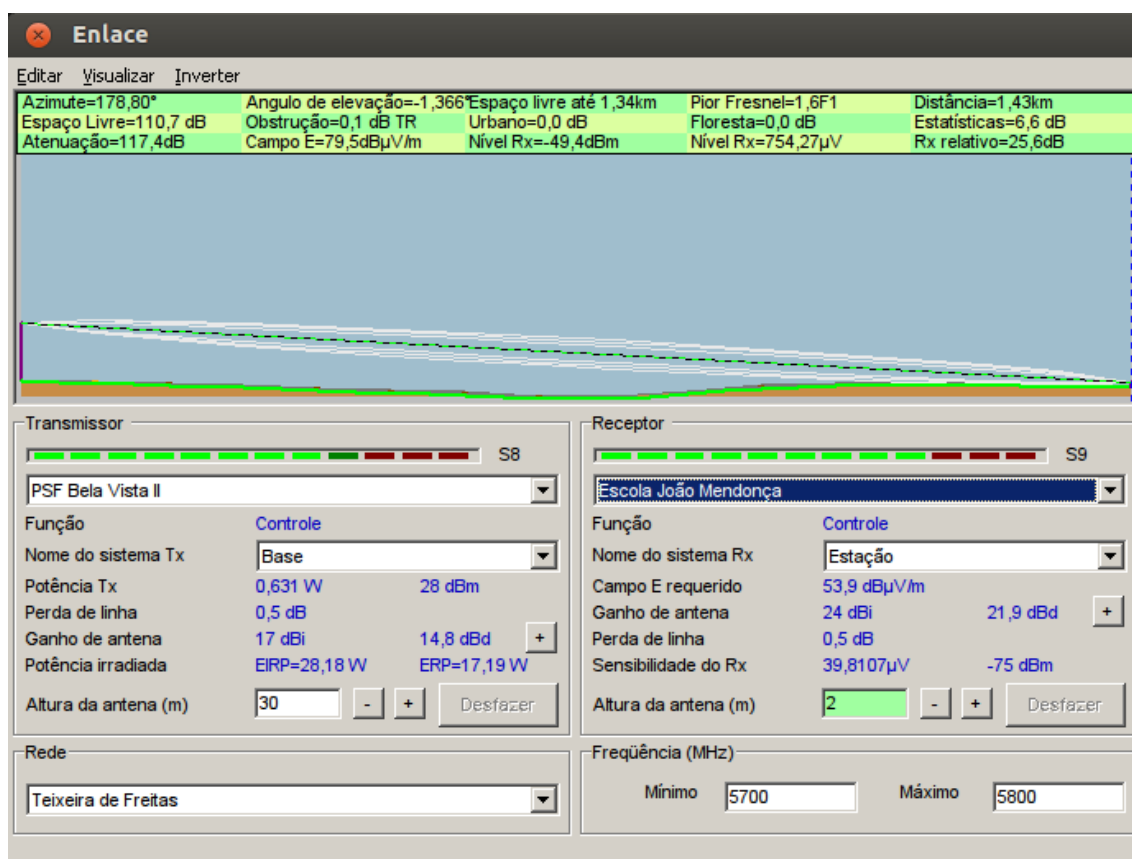 Enlace
Editar Visualizar Inverter
Azimute=178,80° Angulo de elevação=-1,366° Espaço livre até 1,34km Pior Fresnel=1,6F1 Distância=1,43km
Espaço Livre=110,7 dB Obstrução=0,1 dB TR Urbano=0,0 dB Floresta=0,0 dB Estatísticas=6,6 dB
Atenuação=117,4dB Campo E=79,5dBµV/m Nível Rx=-49,4dBm Nível Rx=754,27µV Rx relativo=25,6dB
Transmissor
S8
PSF Bela Vista II
Função Controle
Nome do sistema Tx Base
Potência Tx 0,631 W 28 dBm
Perda de linha 0,5 dB
Ganho de antena 17 dBi 14,8 dBd +
Potência irradiada EIRP=28,18 W ERP=17,19 W
Altura da antena (m) 30 - + Desfazer
Rede
Teixeira de Freitas
Receptor
S9
Escola João Mendonça
Função Controle
Nome do sistema Rx Estação
Campo E requerido 53,9 dBµV/m
Ganho de antena 24 dBi 21,9 dBd +
Perda de linha 0,5 dB
Sensibilidade do Rx 39,8107µV -75 dBm
Altura da antena (m) 2 - + Desfazer
Freqüência (MHz)
Mínimo 5700 Máximo 5800